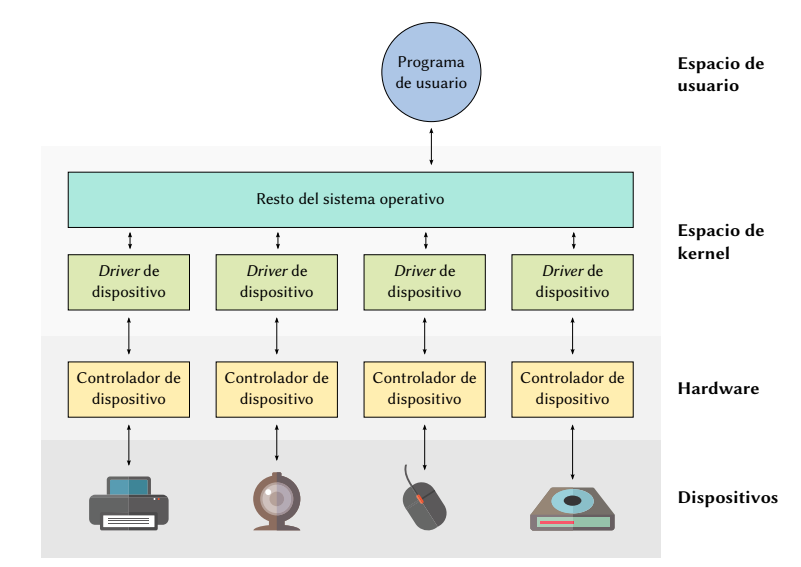 Programa
de usuario
Espacio de
usuario
Resto del sistema operativo
Espacio de
kernel
Driver de
dispositivo
Driver de
dispositivo
Driver de
dispositivo
Driver de
dispositivo
Controlador de
dispositivo
Controlador de
dispositivo
Controlador de
dispositivo
Controlador de
dispositivo
Hardware
Dispositivos